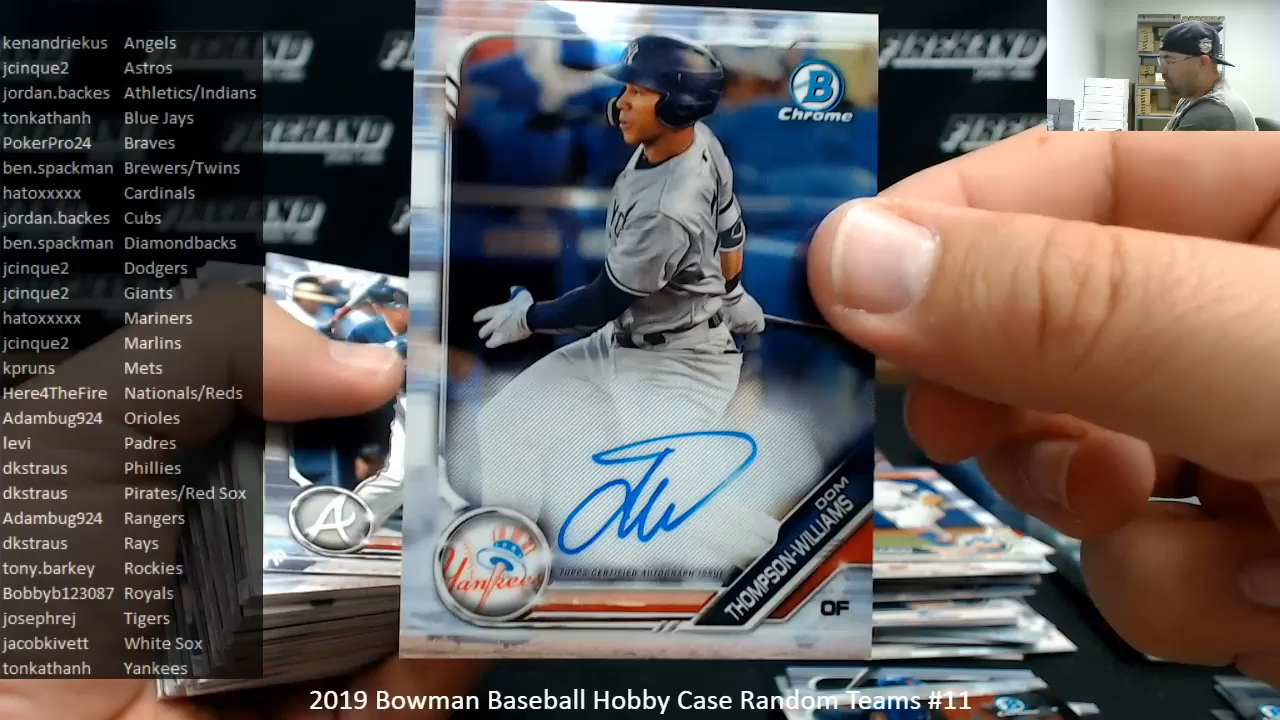 kenandriekus Angels
jcinque2 Astros
jordan.backes Athletics/Indians
tonkathanh Blue Jays
PokerPro24 Braves
ben.spackman Brewers/Twins
hatoxxxxx Cardinals
jordan.backes Cubs
ben.spackman Diamondbacks
jcinque2 Dodgers
jcinque2 Giants
hatoxxxxx Mariners
jcinque2 Marlins
kpruns Mets
Here4TheFire Nationals/Reds
Adambug924 Orioles
levi Padres
dkstraus Phillies
dkstraus Pirates/Red Sox
Adambug924 Rangers
dkstraus Rays
tony.barkey Rockies
Bobbyb123087 Royals
josephrej Tigers
jacobkivett White Sox
tonkathanh Yankees
B
Chrome
Yankees
TOPPS CERTIFIED AUTOGRAPH ISSUE
DOM
THOMPSON-WILLIAMS
OF
A
2019 Bowman Baseball Hobby Case Random Teams #11